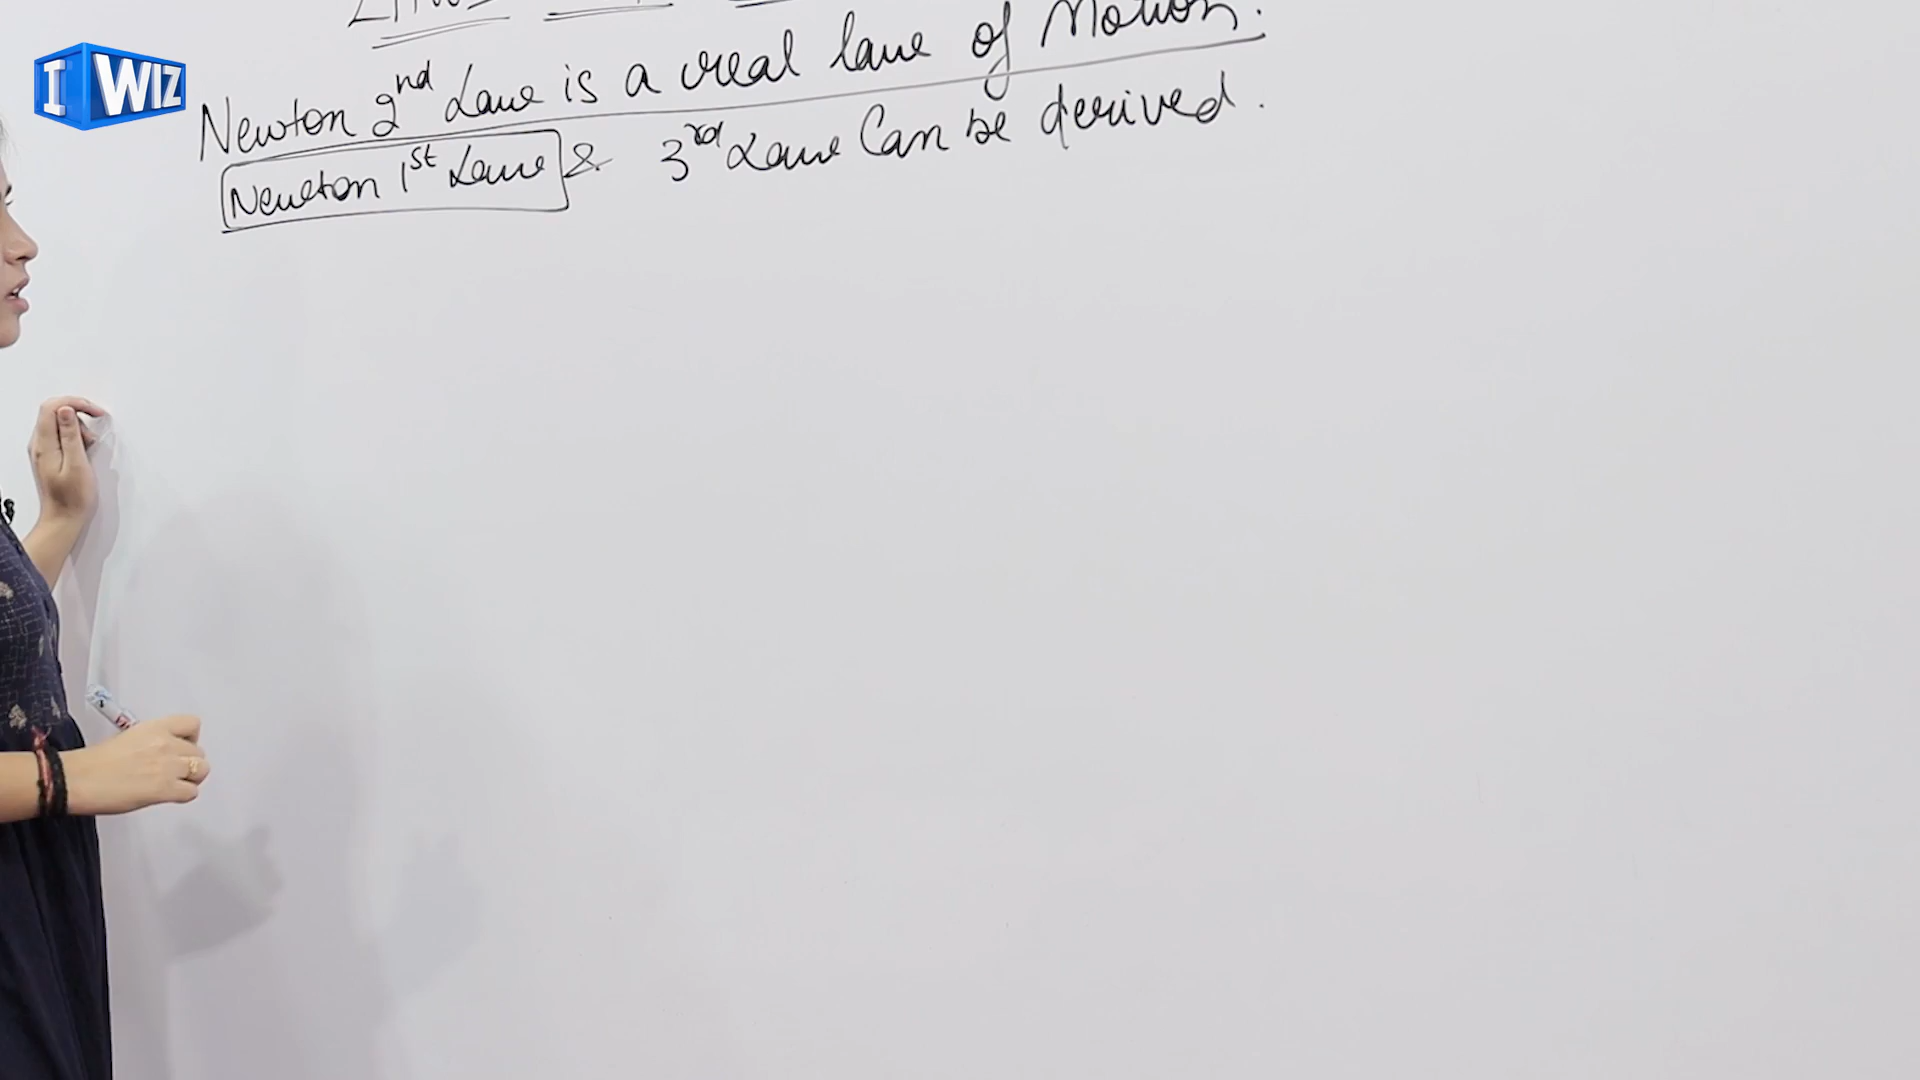 I WIZ
Newton 2nd Law is a real law of Motion.
Newton 1st Law & 3rd Law Can be derived.